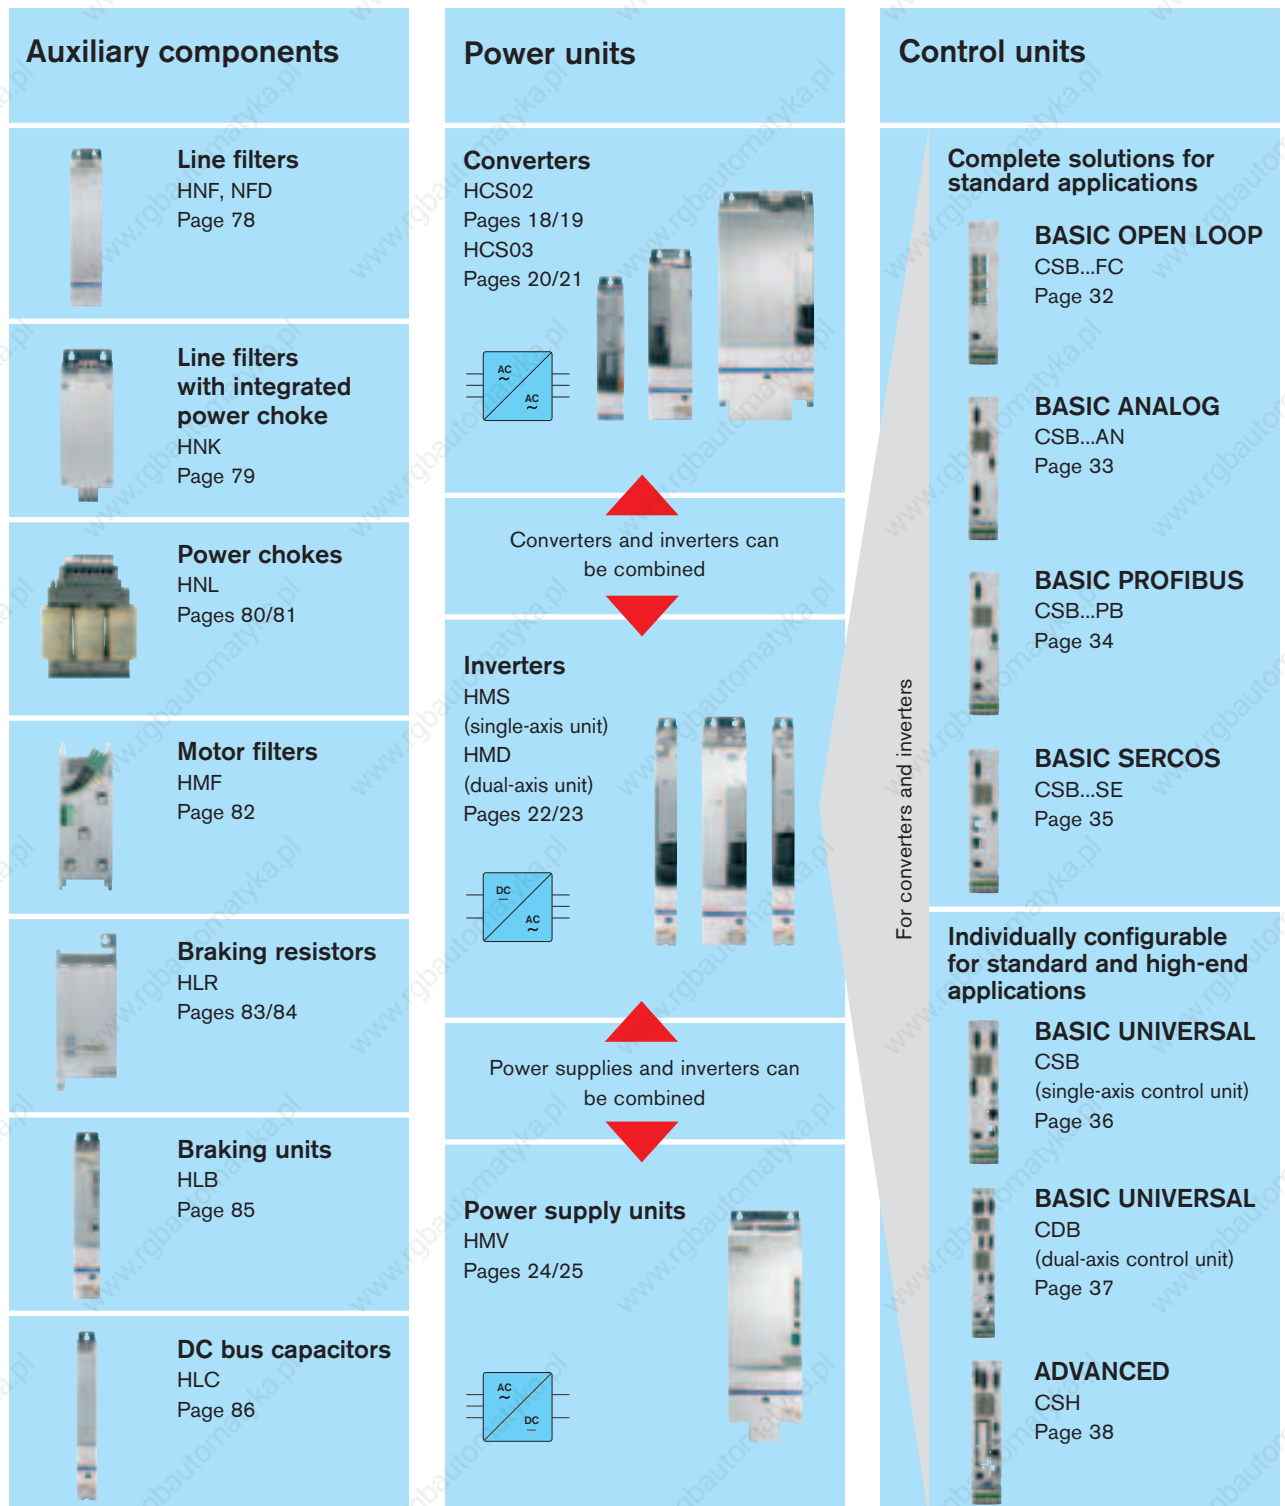 Auxiliary components
Line filters
HNF, NFD
Page 78
Line filters
with integrated
power choke
HNK
Page 79
Power chokes
HNL
Pages 80/81
Motor filters
HMF
Page 82
Braking resistors
HLR
Pages 83/84
Braking units
HLB
Page 85
DC bus capacitors
HLC
Page 86
Power units
Converters
HCS02
Pages 18/19
HCS03
Pages 20/21
AC
~
AC
~
Converters and inverters can
be combined
Inverters
HMS
(single-axis unit)
HMD
(dual-axis unit)
Pages 22/23
DC
AC
~
Power supplies and inverters can
be combined
Power supply units
HMV
Pages 24/25
AC
~
DC
Control units
For converters and inverters
Complete solutions for
standard applications
BASIC OPEN LOOP
CSB...FC
Page 32
BASIC ANALOG
CSB...AN
Page 33
BASIC PROFIBUS
CSB...PB
Page 34
BASIC SERCOS
CSB...SE
Page 35
Individually configurable
for standard and high-end
applications
BASIC UNIVERSAL
CSB
(single-axis control unit)
Page 36
BASIC UNIVERSAL
CDB
(dual-axis control unit)
Page 37
ADVANCED
CSH
Page 38
www.rgbautomatyka.pl